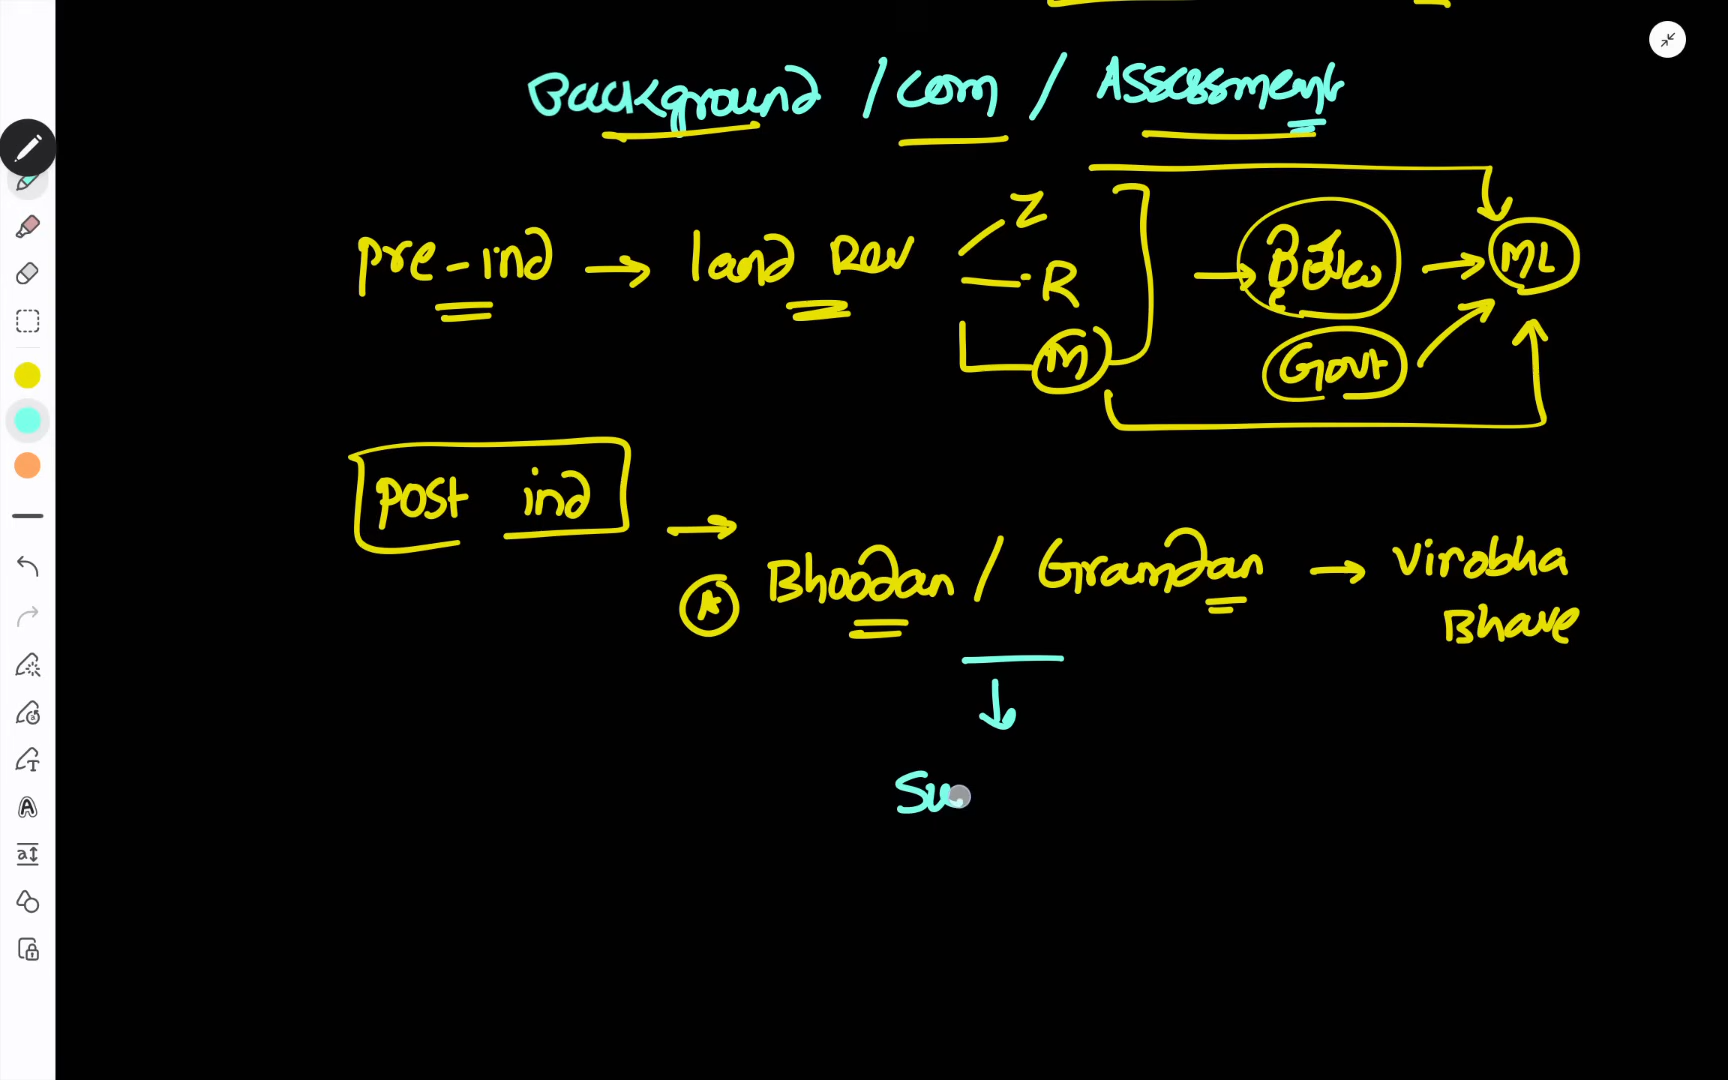 Background / com / Assessment
Z
pre-ind → land Rev R → → ML
M Govt
post ind →
A Bhoodan / Gramdan → Virobha
Bhave
↓
Su